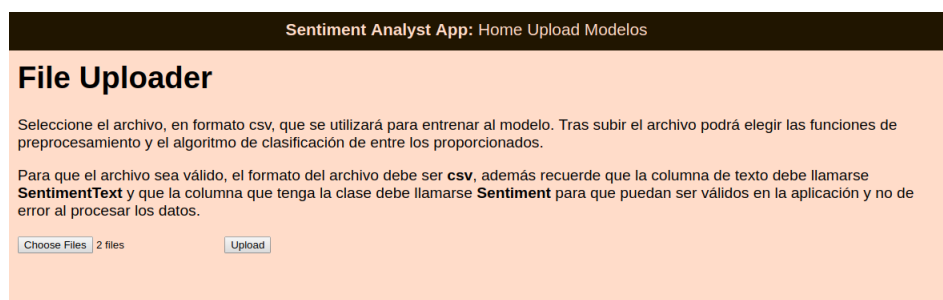 Sentiment Analyst App: Home Upload Modelos
File Uploader
Seleccione el archivo, en formato csv, que se utilizará para entrenar al modelo. Tras subir el archivo podrá elegir las funciones de
preprocesamiento y el algoritmo de clasificación de entre los proporcionados.
Para que el archivo sea válido, el formato del archivo debe ser csv, además recuerde que la columna de texto debe llamarse
SentimentText y que la columna que tenga la clase debe llamarse Sentiment para que puedan ser válidos en la aplicación y no de
error al procesar los datos.
Choose Files 2 files Upload